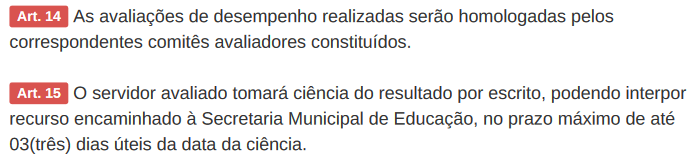 Art. 14 As avaliações de desempenho realizadas serão homologadas pelos
correspondentes comitês avaliadores constituídos.
Art. 15 O servidor avaliado tomará ciência do resultado por escrito, podendo interpor
recurso encaminhado à Secretaria Municipal de Educação, no prazo máximo de até
03(três) dias úteis da data da ciência.